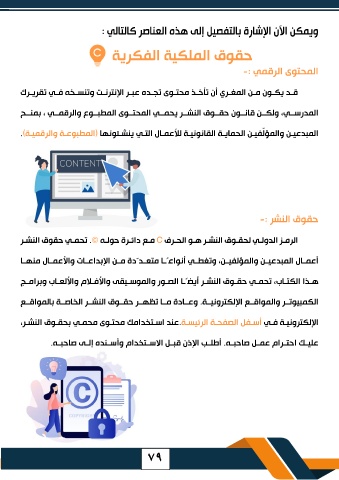 ويمكن الآن الإشارة بالتفصيل إلى هذه العناصر كالتالي :
حقوق الملكية الفكرية C
المحتوى الرقمي :-
قد يكون من المغري أن تأخذ محتوى تجده عبر الإنترنت وتنسخه في تقريرك
المدرسي، ولكن قانون حقوق النشر يحمي المحتوى المطبوع والرقمي ، بمنح
المبدعين والمؤلّفين الحماية القانونية للأعمال التي ينشئونها (المطبوعة والرقمية).
CONTENT
حقوق النشر :-
الرمز الدولي لحقوق النشر هو الحرف C مع دائرة حوله ©. تحمي حقوق النشر
أعمال المبدعين والمؤلفين، وتغطي أنواعًا متعدّدة من الإبداعات والأعمال منها
هذا الكتاب، تحمي حقوق النشر أيضًا الصور والموسيقى والأفلام والألعاب وبرامج
الكمبيوتر والمواقع الإلكترونية. وعادة ما تظهر حقوق النشر الخاصة بالمواقع
الإلكترونية في أسفل الصفحة الرئيسة.عند استخدامك محتوى محمي بحقوق النشر،
عليك احترام عمل صاحبه. أطلب الإذن قبل الاستخدام وأسنده إلى صاحبه.
C
٧٩